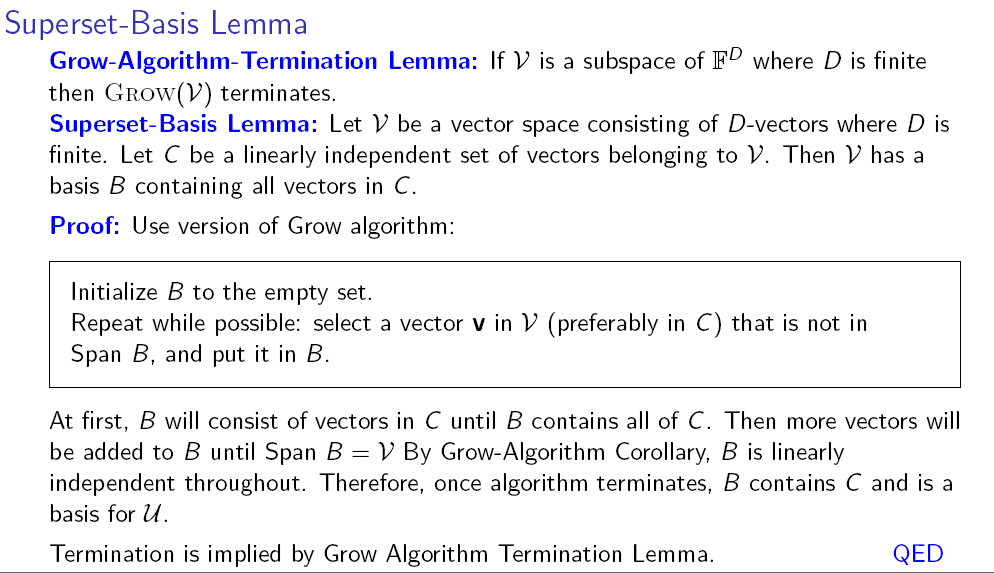 Superset-Basis Lemma
Grow-Algorithm-Termination Lemma: If 𝒱 is a subspace of 𝔽^D where D is finite
then GROW(𝒱) terminates.
Superset-Basis Lemma: Let 𝒱 be a vector space consisting of D-vectors where D is
finite. Let C be a linearly independent set of vectors belonging to 𝒱. Then 𝒱 has a
basis B containing all vectors in C.
Proof: Use version of Grow algorithm:
Initialize B to the empty set.
Repeat while possible: select a vector v in 𝒱 (preferably in C) that is not in
Span B, and put it in B.
At first, B will consist of vectors in C until B contains all of C. Then more vectors will
be added to B until Span B = 𝒱 By Grow-Algorithm Corollary, B is linearly
independent throughout. Therefore, once algorithm terminates, B contains C and is a
basis for 𝒰.
Termination is implied by Grow Algorithm Termination Lemma. QED